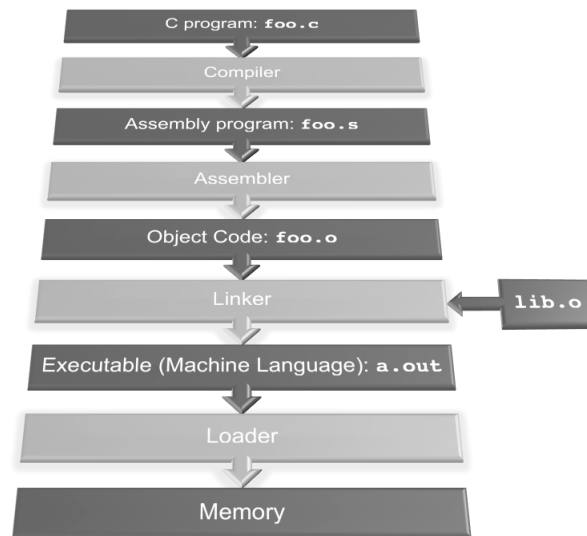 C program: foo.c
Compiler
Assembly program: foo.s
Assembler
Object Code: foo.o
Linker
lib.o
Executable (Machine Language): a.out
Loader
Memory